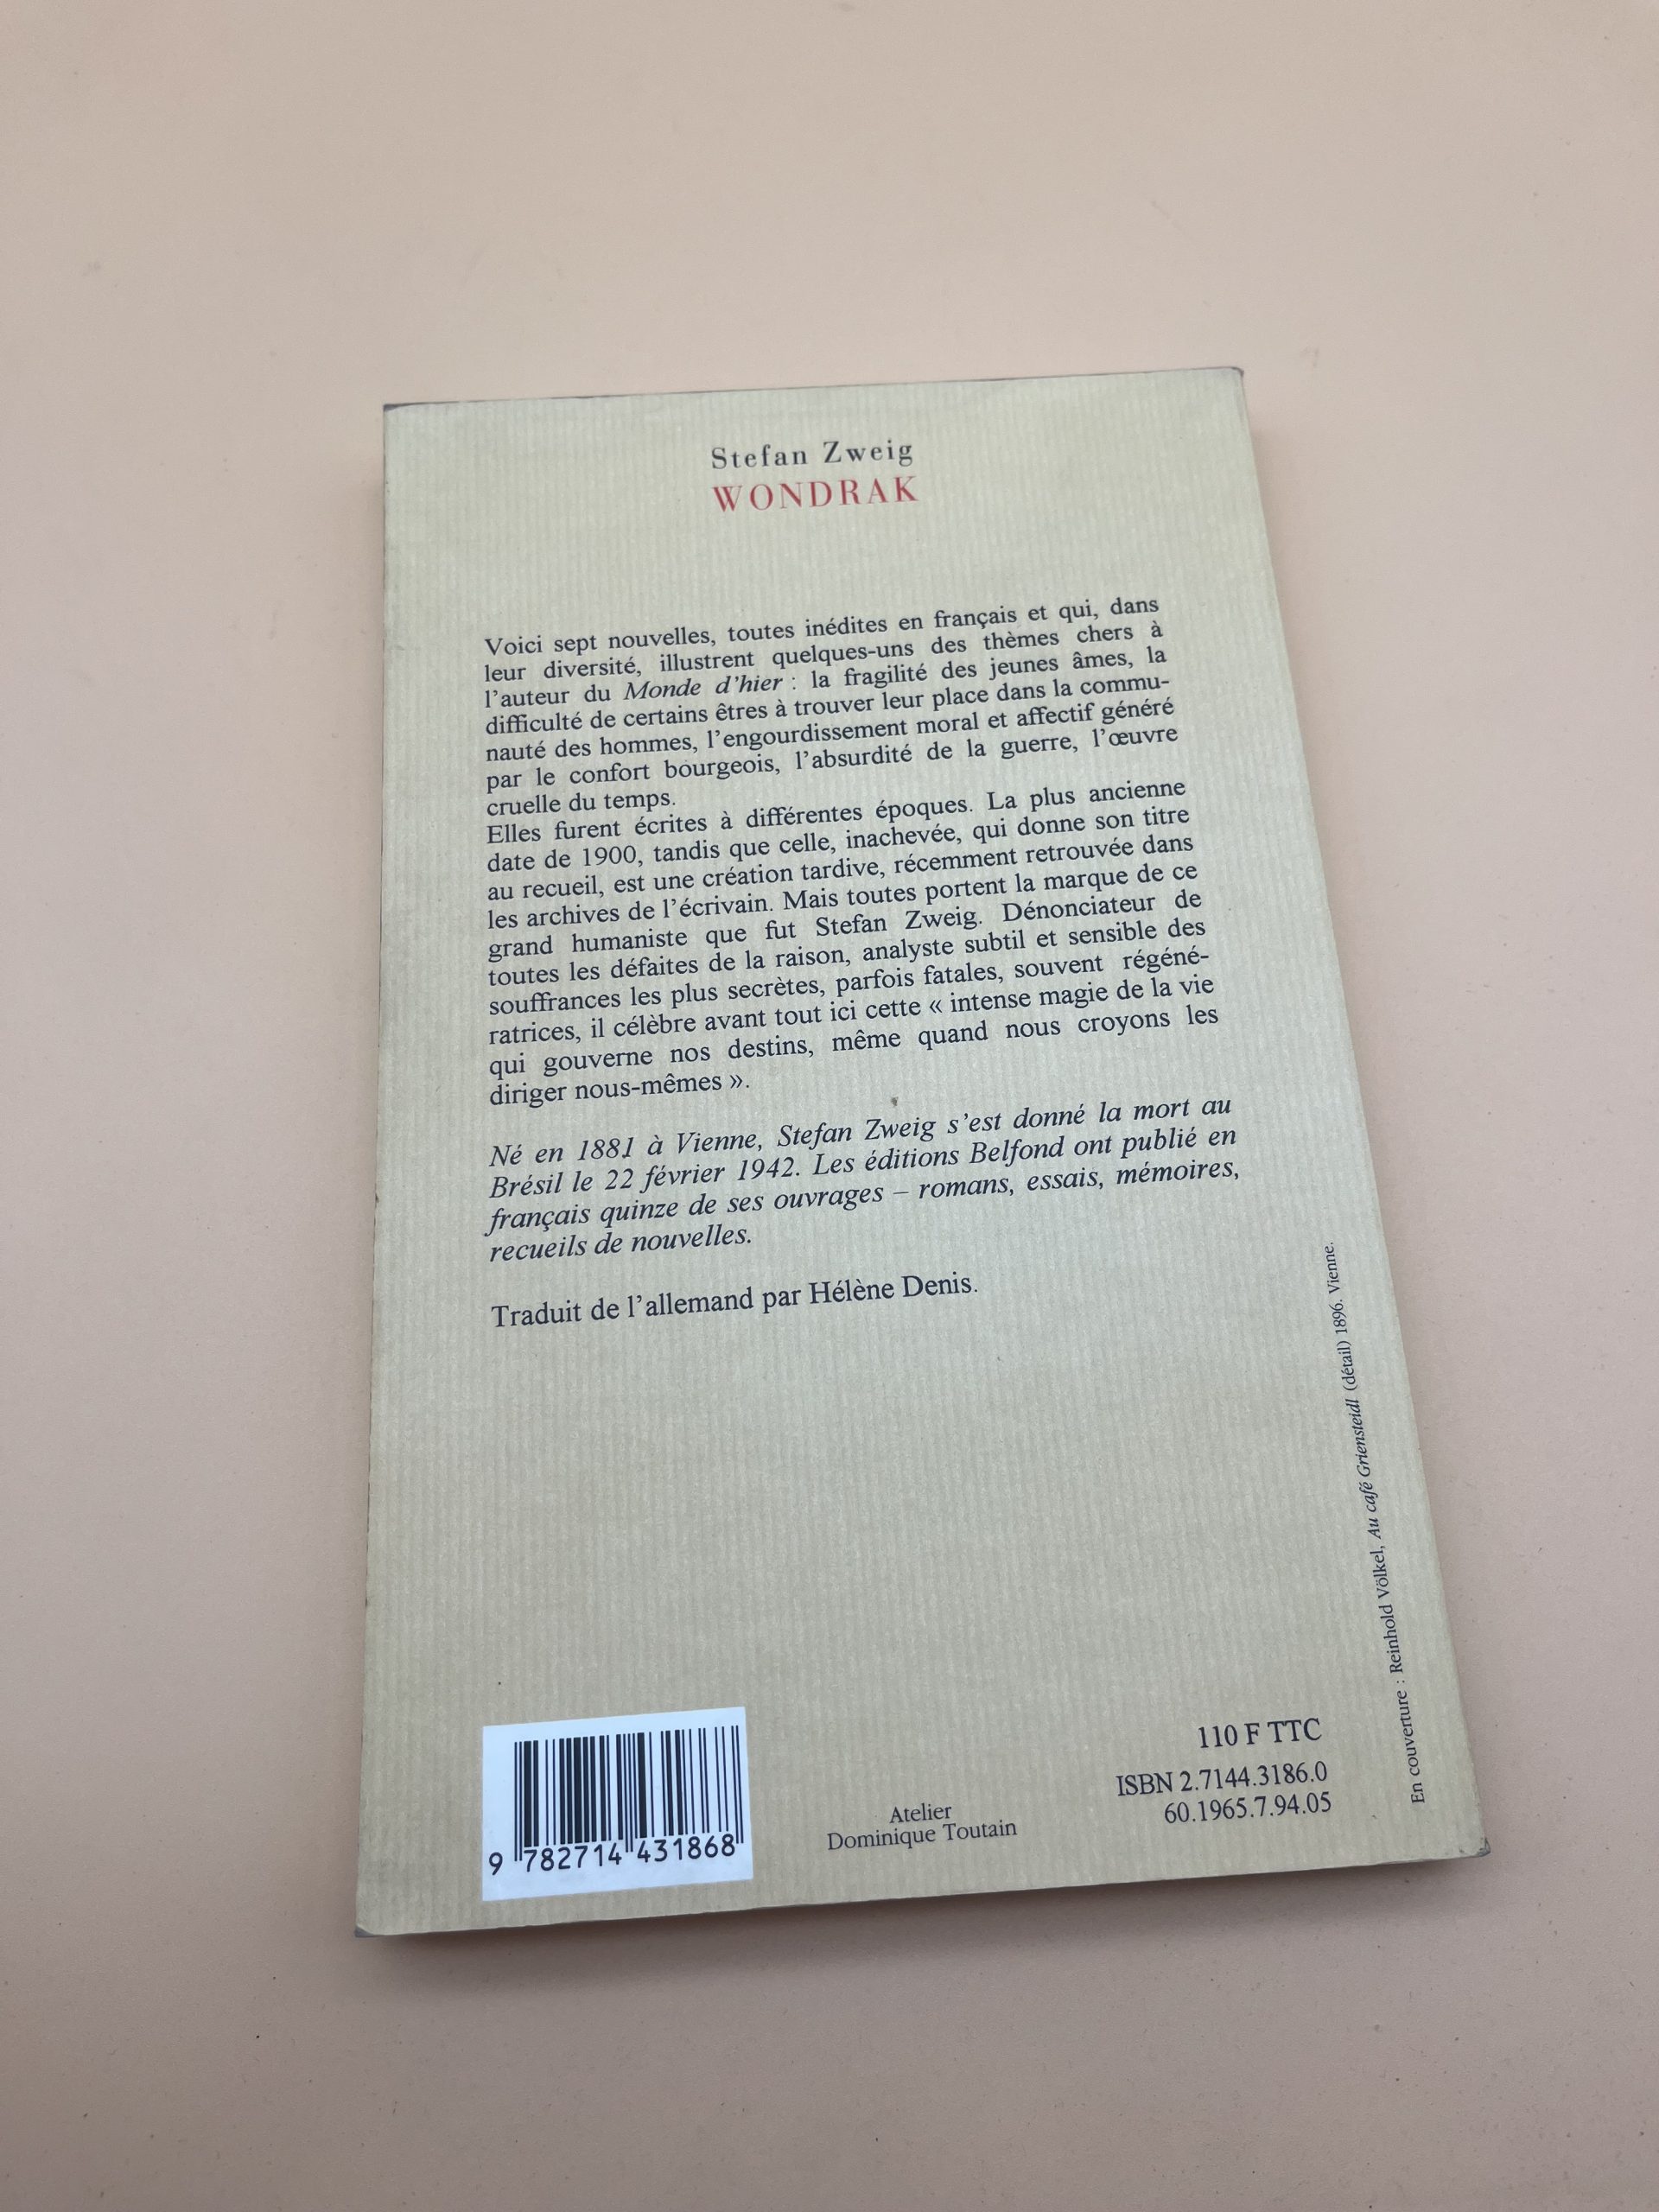 Stefan Zweig
WONDRAK
Voici sept nouvelles, toutes inédites en français et qui, dans
leur diversité, illustrent quelques-uns des thèmes chers à
l'auteur du Monde d'hier : la fragilité des jeunes âmes, la
difficulté de certains êtres à trouver leur place dans la commu-
nauté des hommes, l'engourdissement moral et affectif généré
par le confort bourgeois, l'absurdité de la guerre, l'œuvre
cruelle du temps.
Elles furent écrites à différentes époques. La plus ancienne
date de 1900, tandis que celle, inachevée, qui donne son titre
au recueil, est une création tardive, récemment retrouvée dans
les archives de l'écrivain. Mais toutes portent la marque de ce
grand humaniste que fut Stefan Zweig. Dénonciateur de
toutes les défaites de la raison, analyste subtil et sensible des
souffrances les plus secrètes, parfois fatales, souvent régéné-
ratrices, il célèbre avant tout ici cette « intense magie de la vie
qui gouverne nos destins, même quand nous croyons les
diriger nous-mêmes ».
Né en 1881 à Vienne, Stefan Zweig s'est donné la mort au
Brésil le 22 février 1942. Les éditions Belfond ont publié en
français quinze de ses ouvrages – romans, essais, mémoires,
recueils de nouvelles.
Traduit de l'allemand par Hélène Denis.
En couverture : Reinhold Völkel, Au café Griensteidl (détail) 1896. Vienne.
9 782714 431868
Atelier
Dominique Toutain
110 F TTC
ISBN 2.7144.3186.0
60.1965.7.94.05